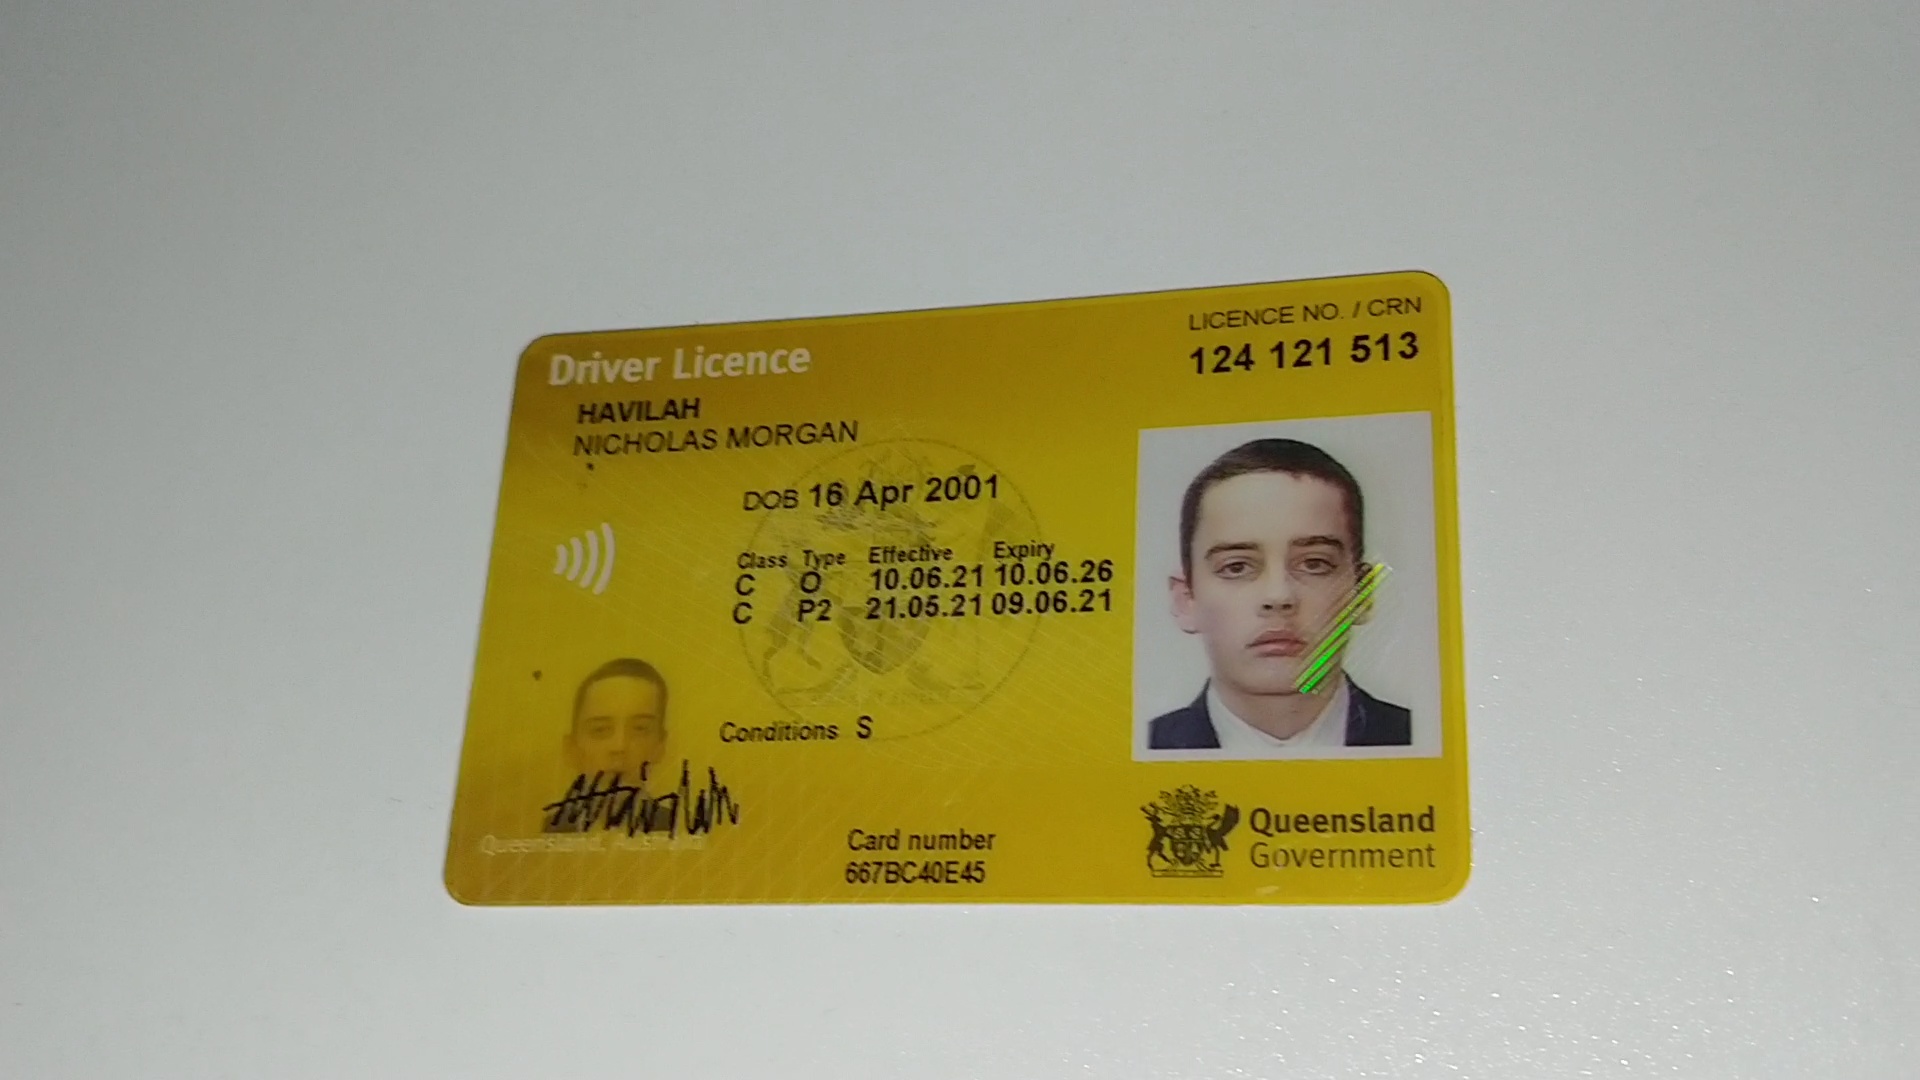 Driver Licence
LICENCE NO. / CRN
124 121 513
HAVILAH
NICHOLAS MORGAN
DOB 16 Apr 2001
Class Type Effective Expiry
C O 10.06.21 10.06.26
C P2 21.05.21 09.06.21
Conditions S
Queensland, Australia
Card number
667BC40E45
Queensland
Government